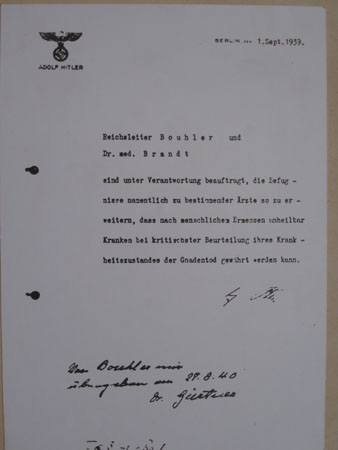 ADOLF HITLER
BERLIN, 1.Sept.1939.
Reichsleiter Bouhler und
Dr. med. Brandt
sind unter Verantwortung beauftragt, die Befug -
nisse namentlich zu bestimmender Ärzte so zu er -
weitern, dass nach menschlichem Ermessen unheilbar
Kranken bei kritischster Beurteilung ihres Krank -
heitszustandes der Gnadentod gewährt werden kann.
Von Bouhler mir
übergeben am 27.8.40
Dr. Gürtner